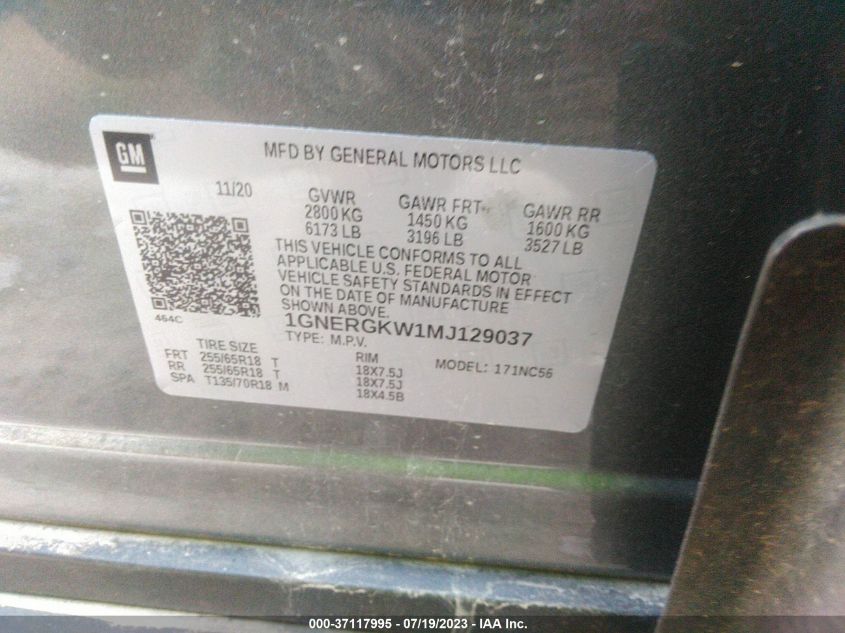 GM
MFD BY GENERAL MOTORS LLC
11/20 GVWR GAWR FRT GAWR RR
2800 KG 1450 KG 1600 KG
6173 LB 3196 LB 3527 LB
THIS VEHICLE CONFORMS TO ALL
APPLICABLE U.S. FEDERAL MOTOR
VEHICLE SAFETY STANDARDS IN EFFECT
ON THE DATE OF MANUFACTURE
SHOWN ABOVE.
464C
1GNERGKW1MJ129037
TYPE: M.P.V.
MODEL: 171NC56
TIRE SIZE RIM
FRT 255/65R18 T 18X7.5J
RR 255/65R18 T 18X7.5J
SPA T135/70R18 M 18X4.5B
000-37117995 - 07/19/2023 - IAA Inc.